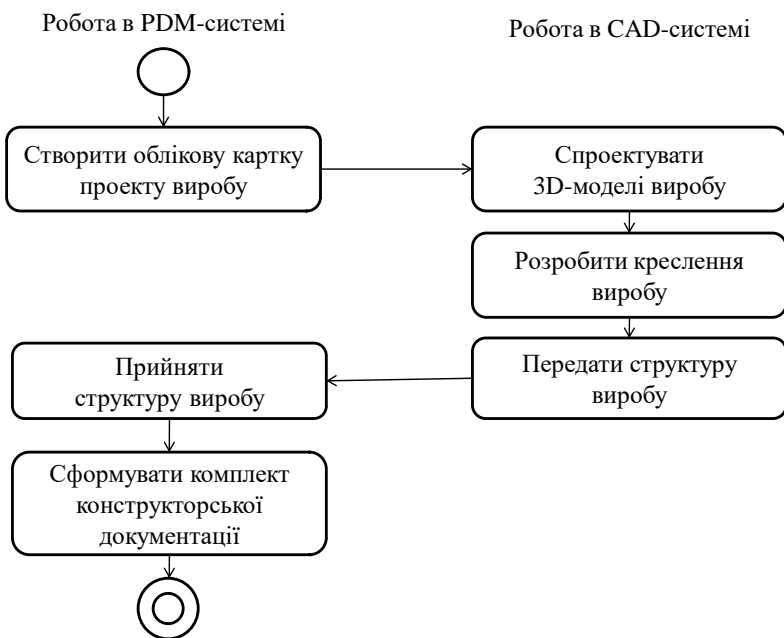 Робота в PDM-системі
Робота в CAD-системі
Створити облікову картку
проекту виробу
Спроектувати
3D-моделі виробу
Розробити креслення
виробу
Передати структуру
виробу
Прийняти
структуру виробу
Сформувати комплект
конструкторської
документації